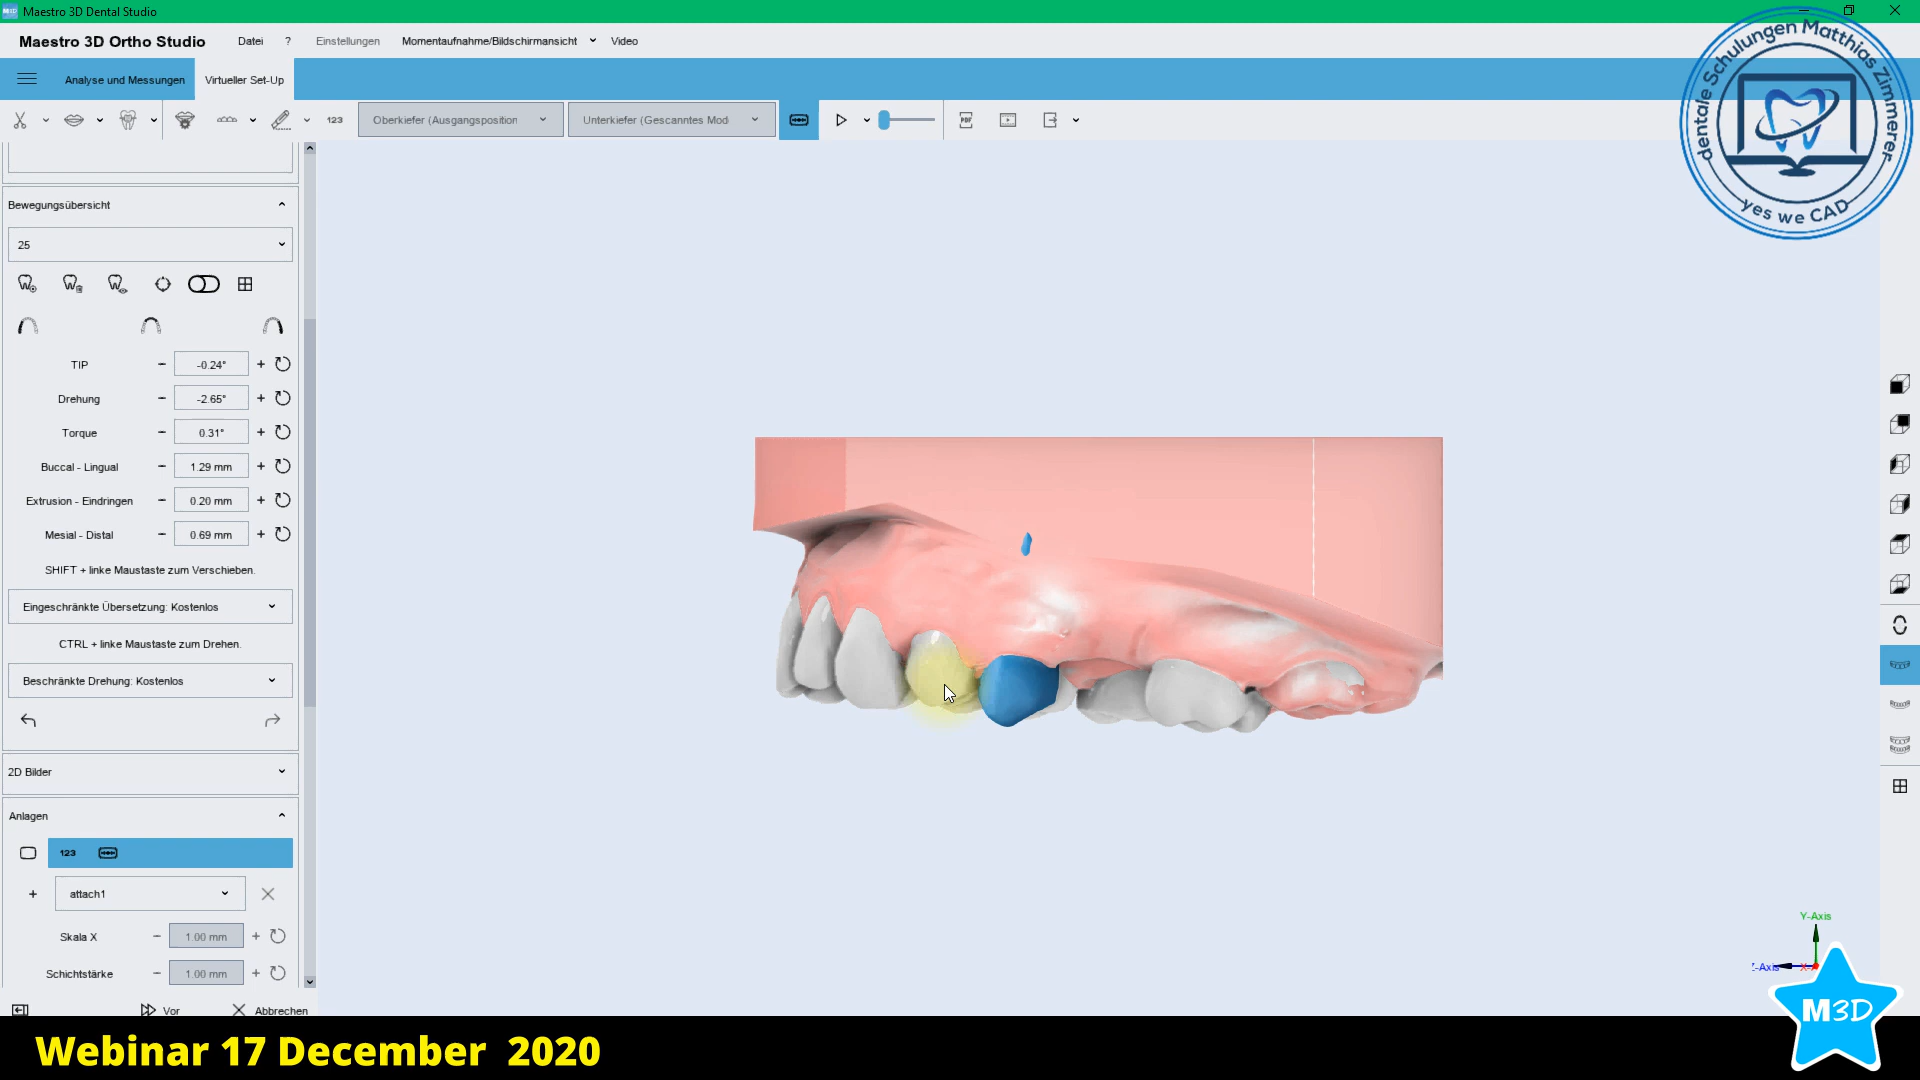 Maestro 3D Dental Studio
Maestro 3D Ortho Studio
Datei ? Einstellungen Momentaufnahme/Bildschirmansicht Video
Analyse und Messungen Virtueller Set-Up
123 Oberkiefer (Ausgangsposition Unterkiefer (Gescanntes Mod PDF
dentale Schulungen Matthias Zimmerer
yes we CAD
Bewegungsübersicht
25
TIP -0.24°
Drehung -2.65°
Torque 0.31°
Buccal - Lingual 1.29 mm
Extrusion - Eindringen 0.20 mm
Mesial - Distal 0.69 mm
SHIFT + linke Maustaste zum Verschieben.
Eingeschränkte Übersetzung: Kostenlos
CTRL + linke Maustaste zum Drehen.
Beschränkte Drehung: Kostenlos
2D Bilder
Anlagen
123
attach1
Skala X 1.00 mm
Schichtstärke 1.00 mm
Vor Abbrechen
Y-Axis
Z-Axis
M3D
Webinar 17 December 2020